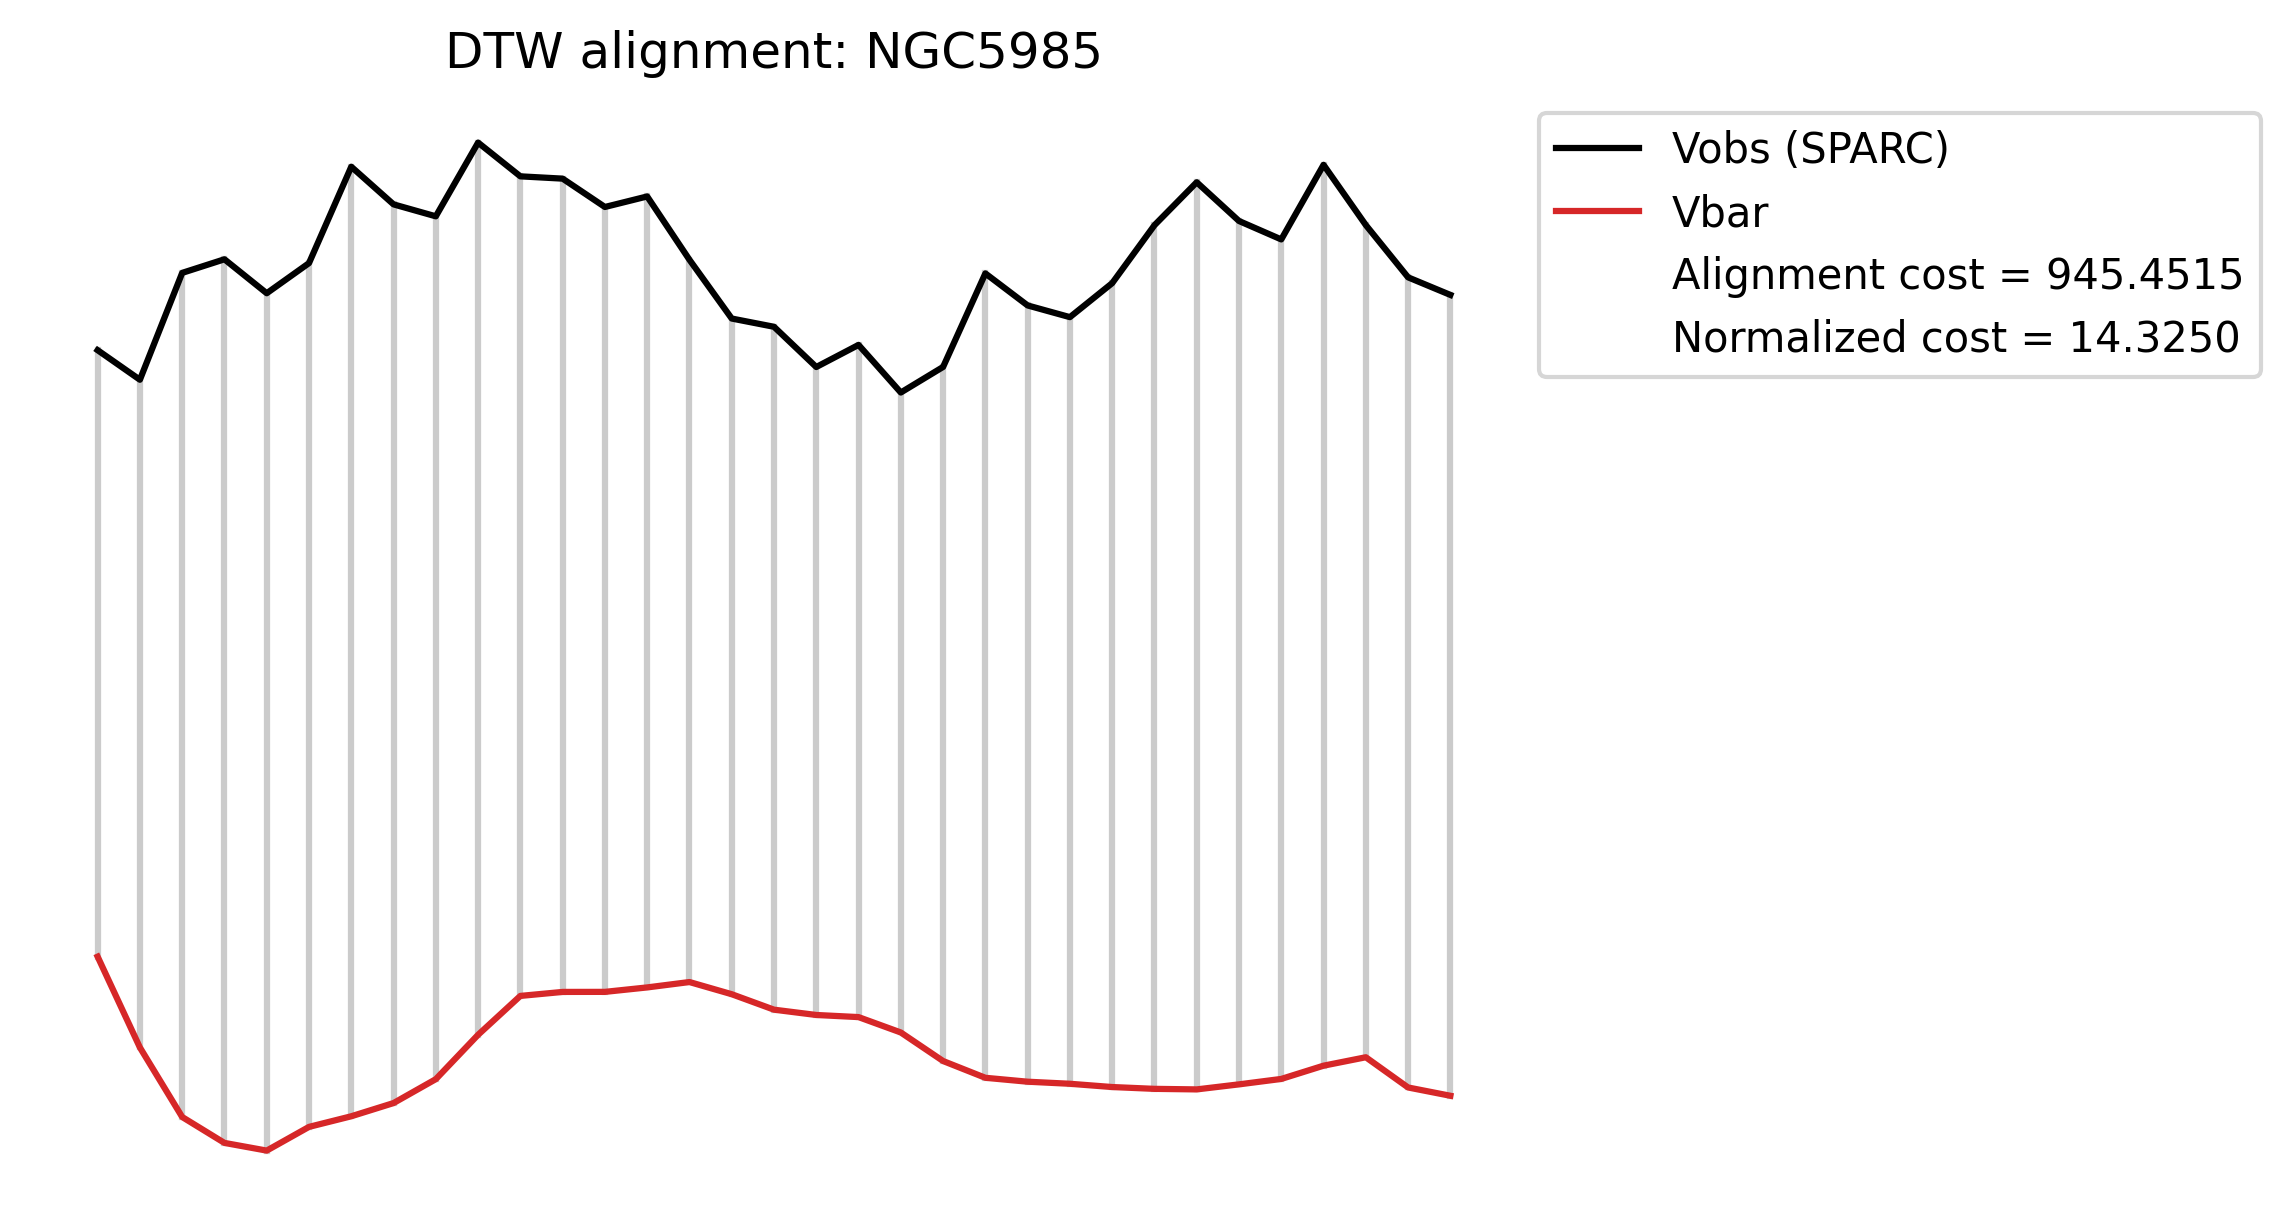 DTW alignment: NGC5985
Vobs (SPARC)
Vbar
Alignment cost = 945.4515
Normalized cost = 14.3250